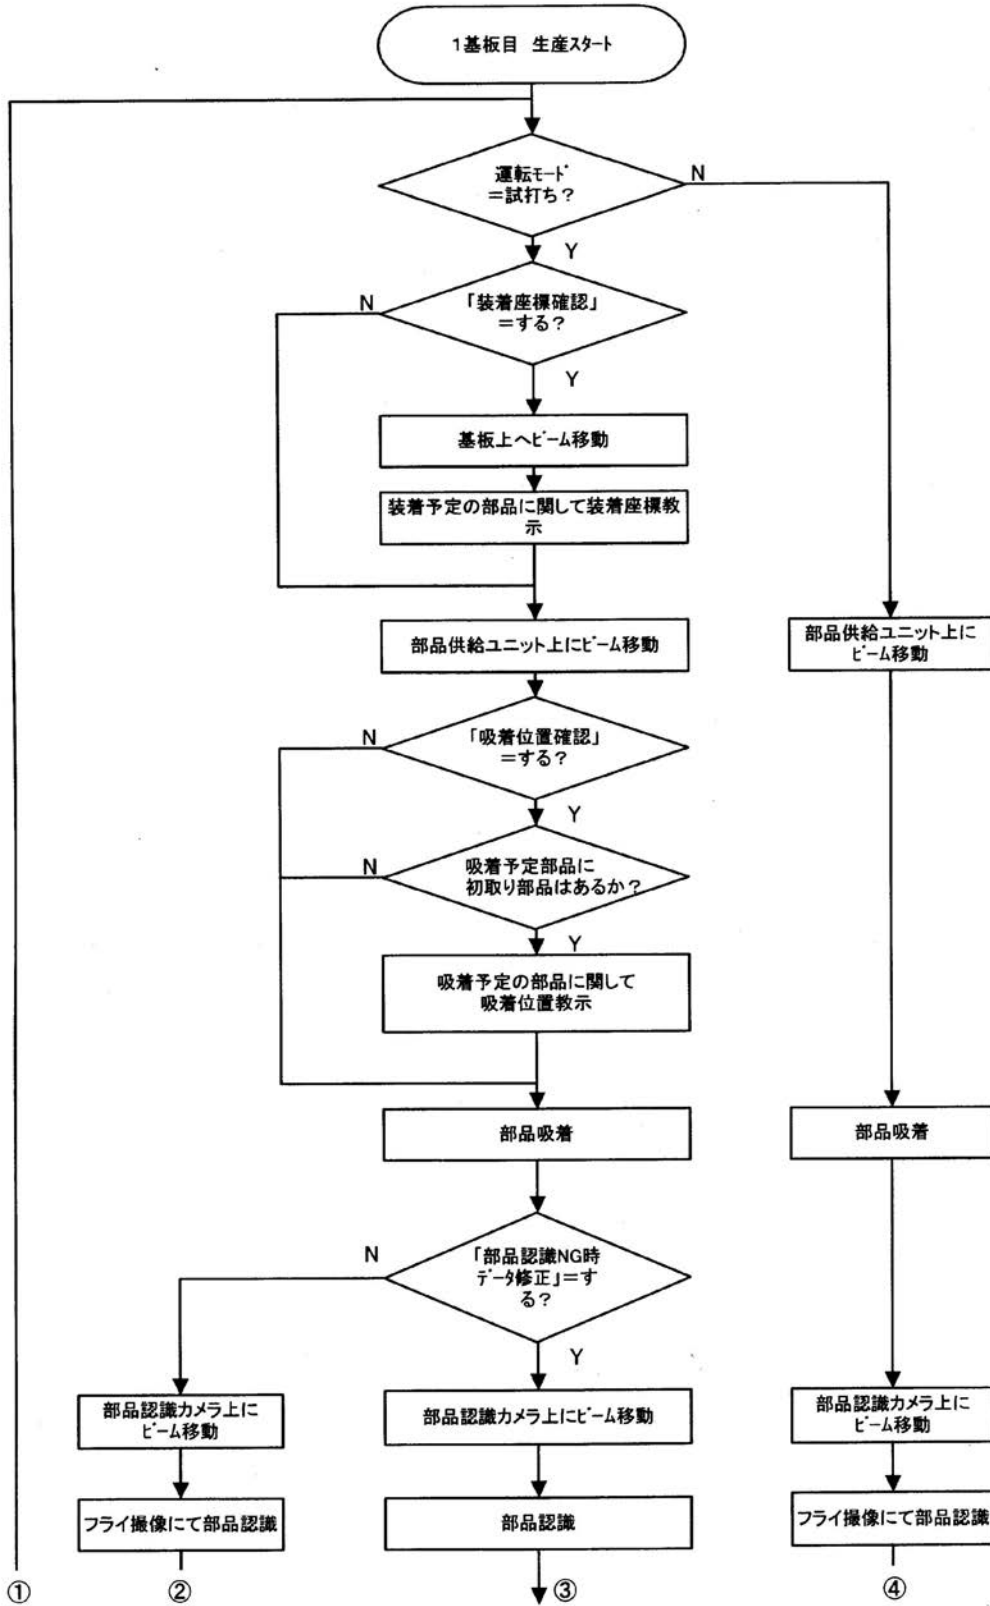 1基板目 生産スタート
運転モード
=試打ち?
N
Y
「装着座標確認」
=する?
N
Y
基板上へビーム移動
装着予定の部品に関して装着座標教
示
部品供給ユニット上にビーム移動
部品供給ユニット上に
ビーム移動
「吸着位置確認」
=する?
N
Y
吸着予定部品に
初取り部品はあるか?
N
Y
吸着予定の部品に関して
吸着位置教示
部品吸着
部品吸着
「部品認識NG時
データ修正」=す
る?
N
Y
部品認識カメラ上に
ビーム移動
部品認識カメラ上にビーム移動
部品認識カメラ上に
ビーム移動
フライ撮像にて部品認識
部品認識
フライ撮像にて部品認識
①
②
③
④